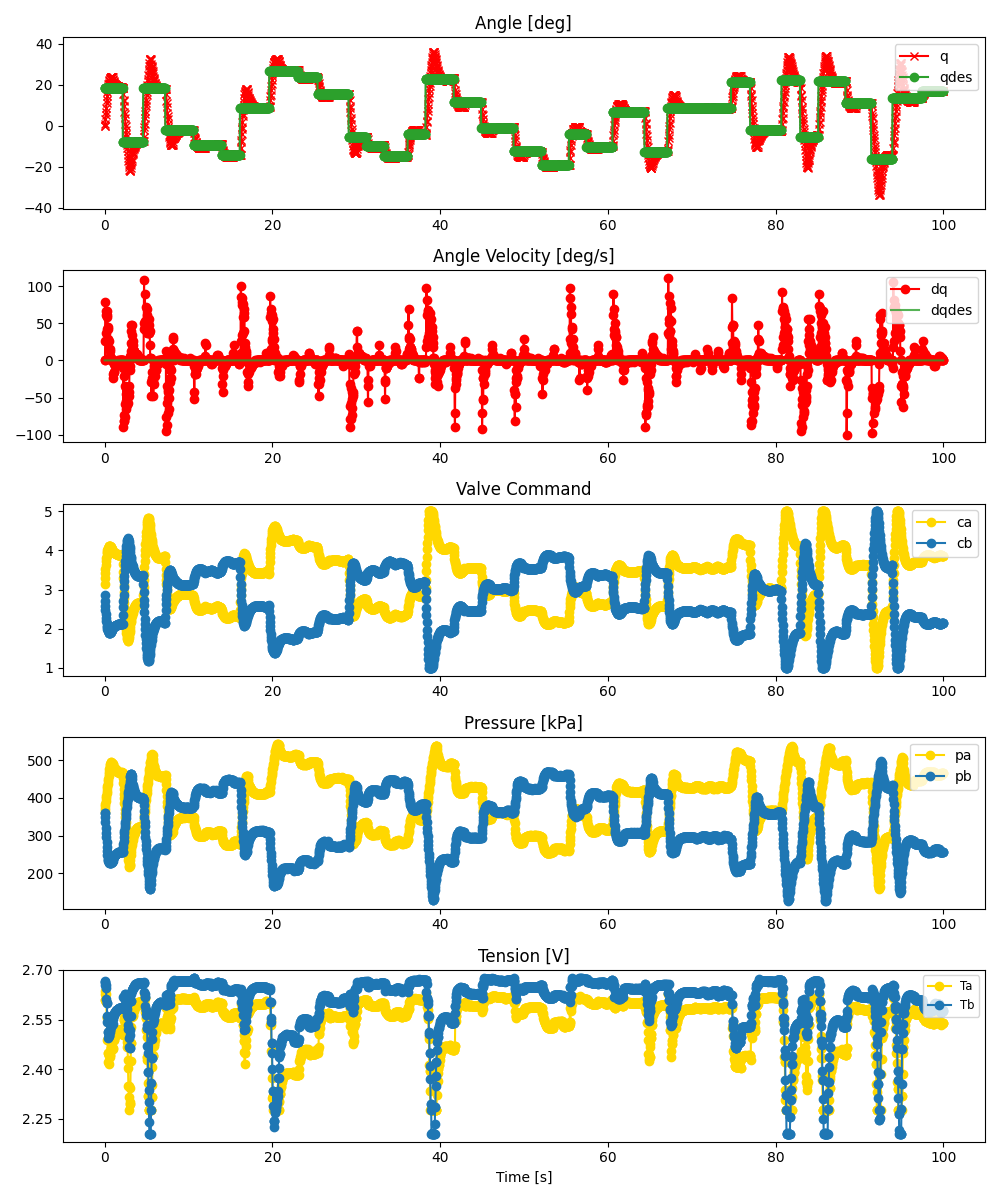 Angle [deg]
40
20
0
−20
−40
q
qdes
0 20 40 60 80 100
Angle Velocity [deg/s]
100
50
0
−50
−100
dq
dqdes
0 20 40 60 80 100
Valve Command
5
4
3
2
1
ca
cb
0 20 40 60 80 100
Pressure [kPa]
500
400
300
200
pa
pb
0 20 40 60 80 100
Tension [V]
2.70
2.55
2.40
2.25
Ta
Tb
0 20 40 60 80 100
Time [s]